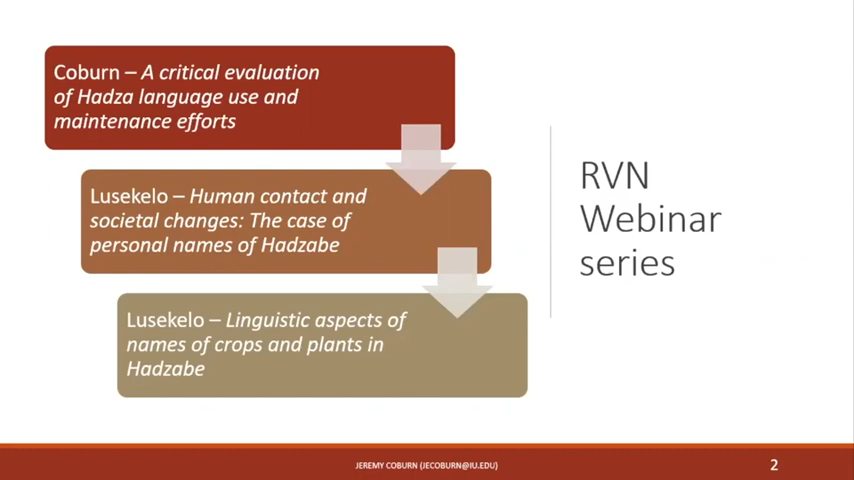 Coburn – A critical evaluation
of Hadza language use and
maintenance efforts
Lusekelo – Human contact and
societal changes: The case of
personal names of Hadzabe
Lusekelo – Linguistic aspects of
names of crops and plants in
Hadzabe
RVN
Webinar
series
JEREMY COBURN (JECOBURN@IU.EDU)
2